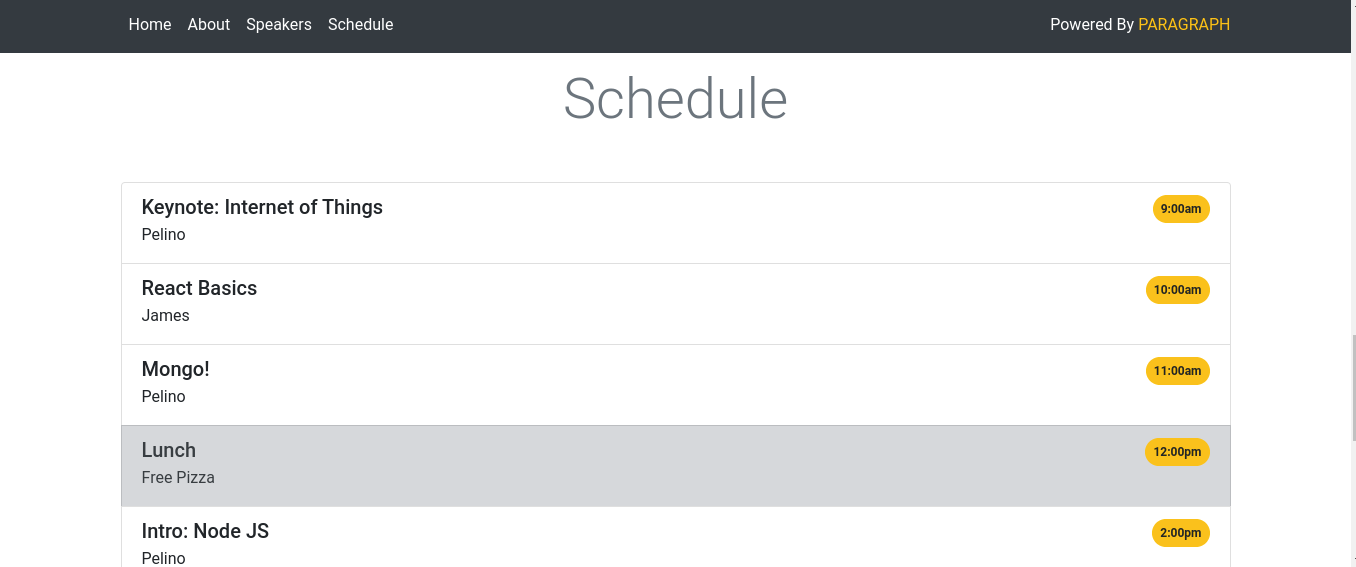 Home About Speakers Schedule Powered By PARAGRAPH
Schedule
Keynote: Internet of Things 9:00am
Pelino
React Basics 10:00am
James
Mongo! 11:00am
Pelino
Lunch 12:00pm
Free Pizza
Intro: Node JS 2:00pm
Pelino